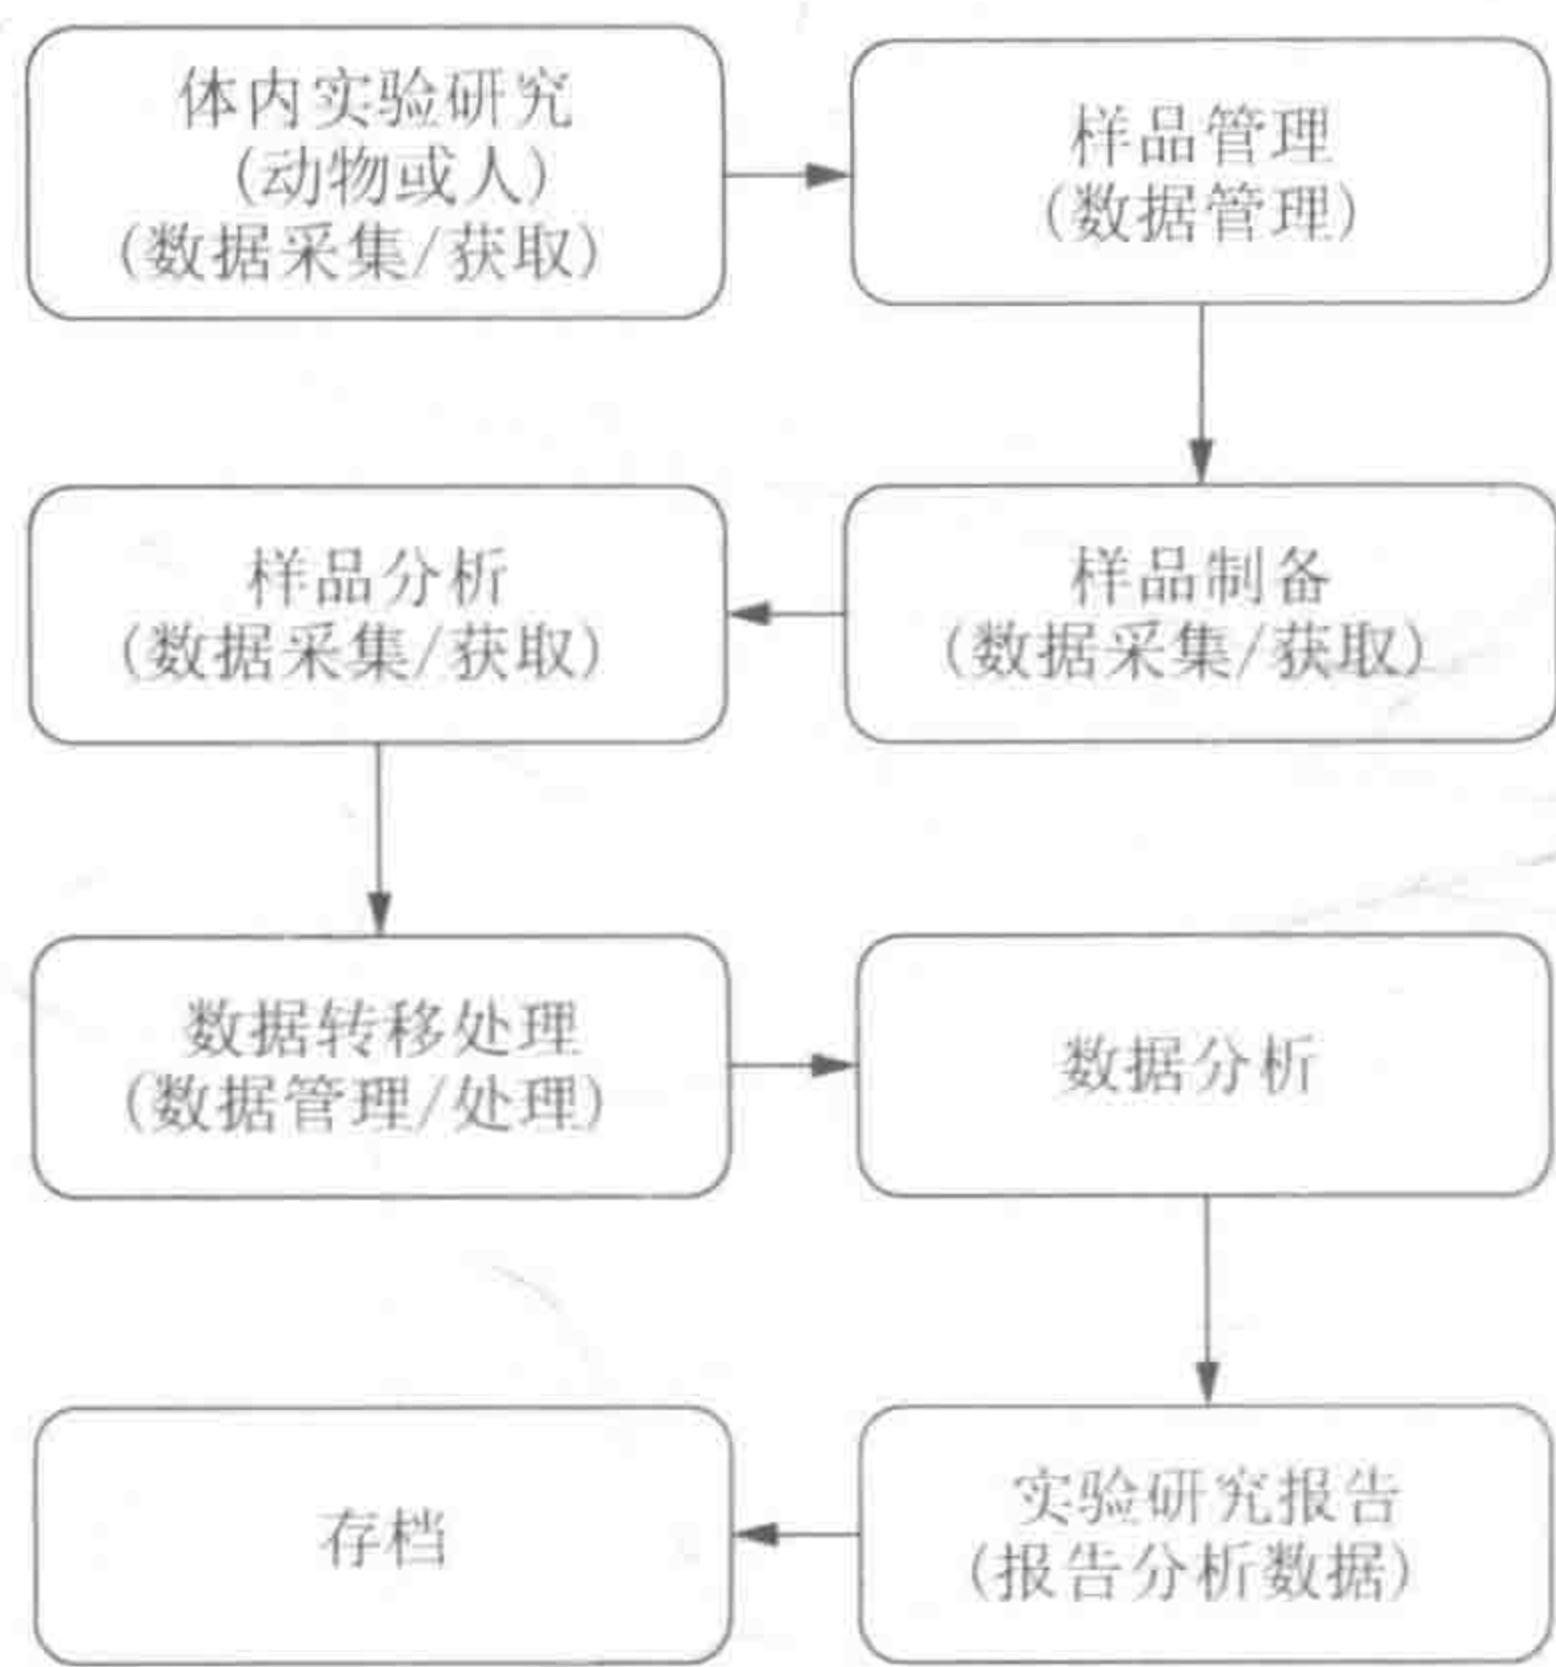 体内实验研究
(动物或人)
(数据采集/获取)
样品管理
(数据管理)
样品制备
(数据采集/获取)
样品分析
(数据采集/获取)
数据转移处理
(数据管理/处理)
数据分析
实验研究报告
(报告分析数据)
存档